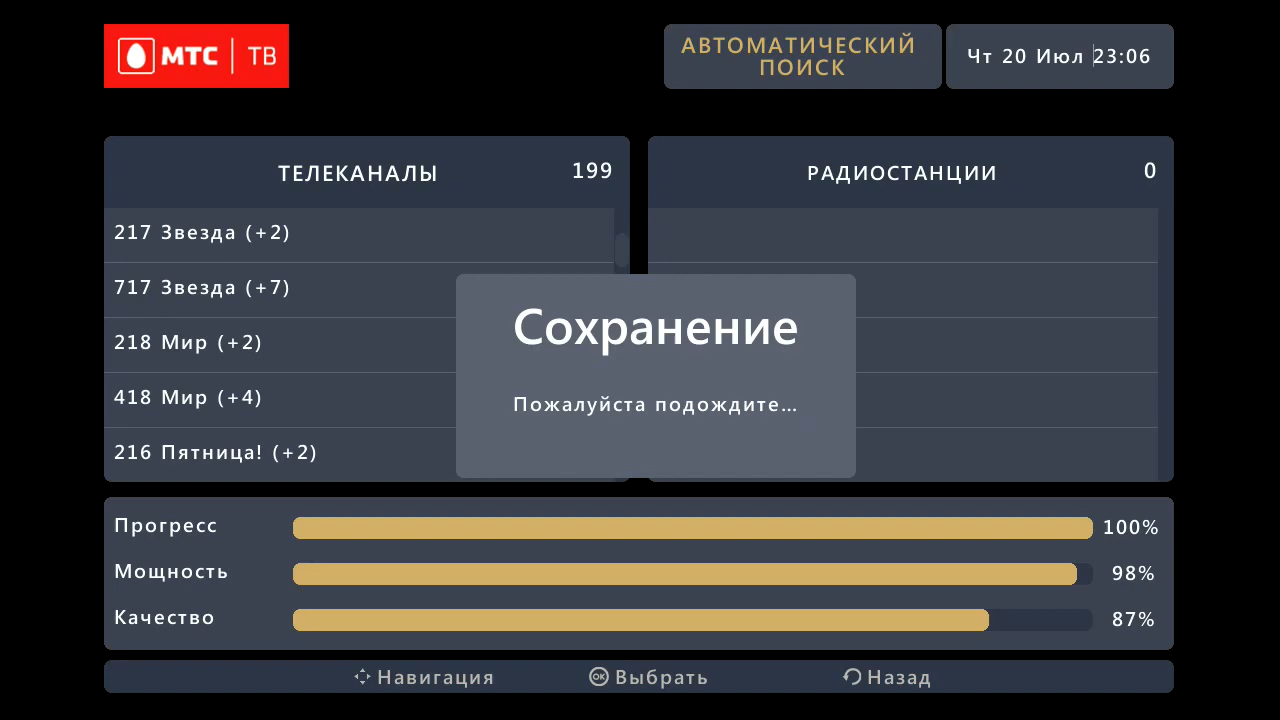 МТС | ТВ
АВТОМАТИЧЕСКИЙ
ПОИСК
Чт 20 Июл 23:06
ТЕЛЕКАНАЛЫ 199
РАДИОСТАНЦИИ 0
217 Звезда (+2)
717 Звезда (+7)
218 Мир (+2)
418 Мир (+4)
216 Пятница! (+2)
Сохранение
Пожалуйста подождите...
Прогресс 100%
Мощность 98%
Качество 87%
Навигация OK Выбрать Назад